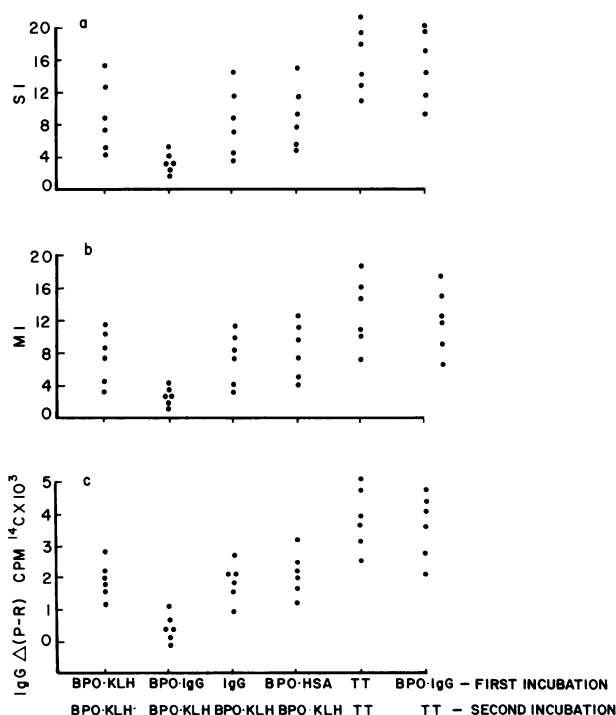 a
20
16
12
8
4
0
SI
b
20
16
12
8
4
0
MI
c
5
4
3
2
1
0
IgG Δ(P-R) CPM ¹⁴CX10³
BPO·KLH BPO·IgG IgG BPO·HSA TT BPO·IgG – FIRST INCUBATION
BPO·KLH· BPO·KLH BPO·KLH BPO·KLH TT TT – SECOND INCUBATION